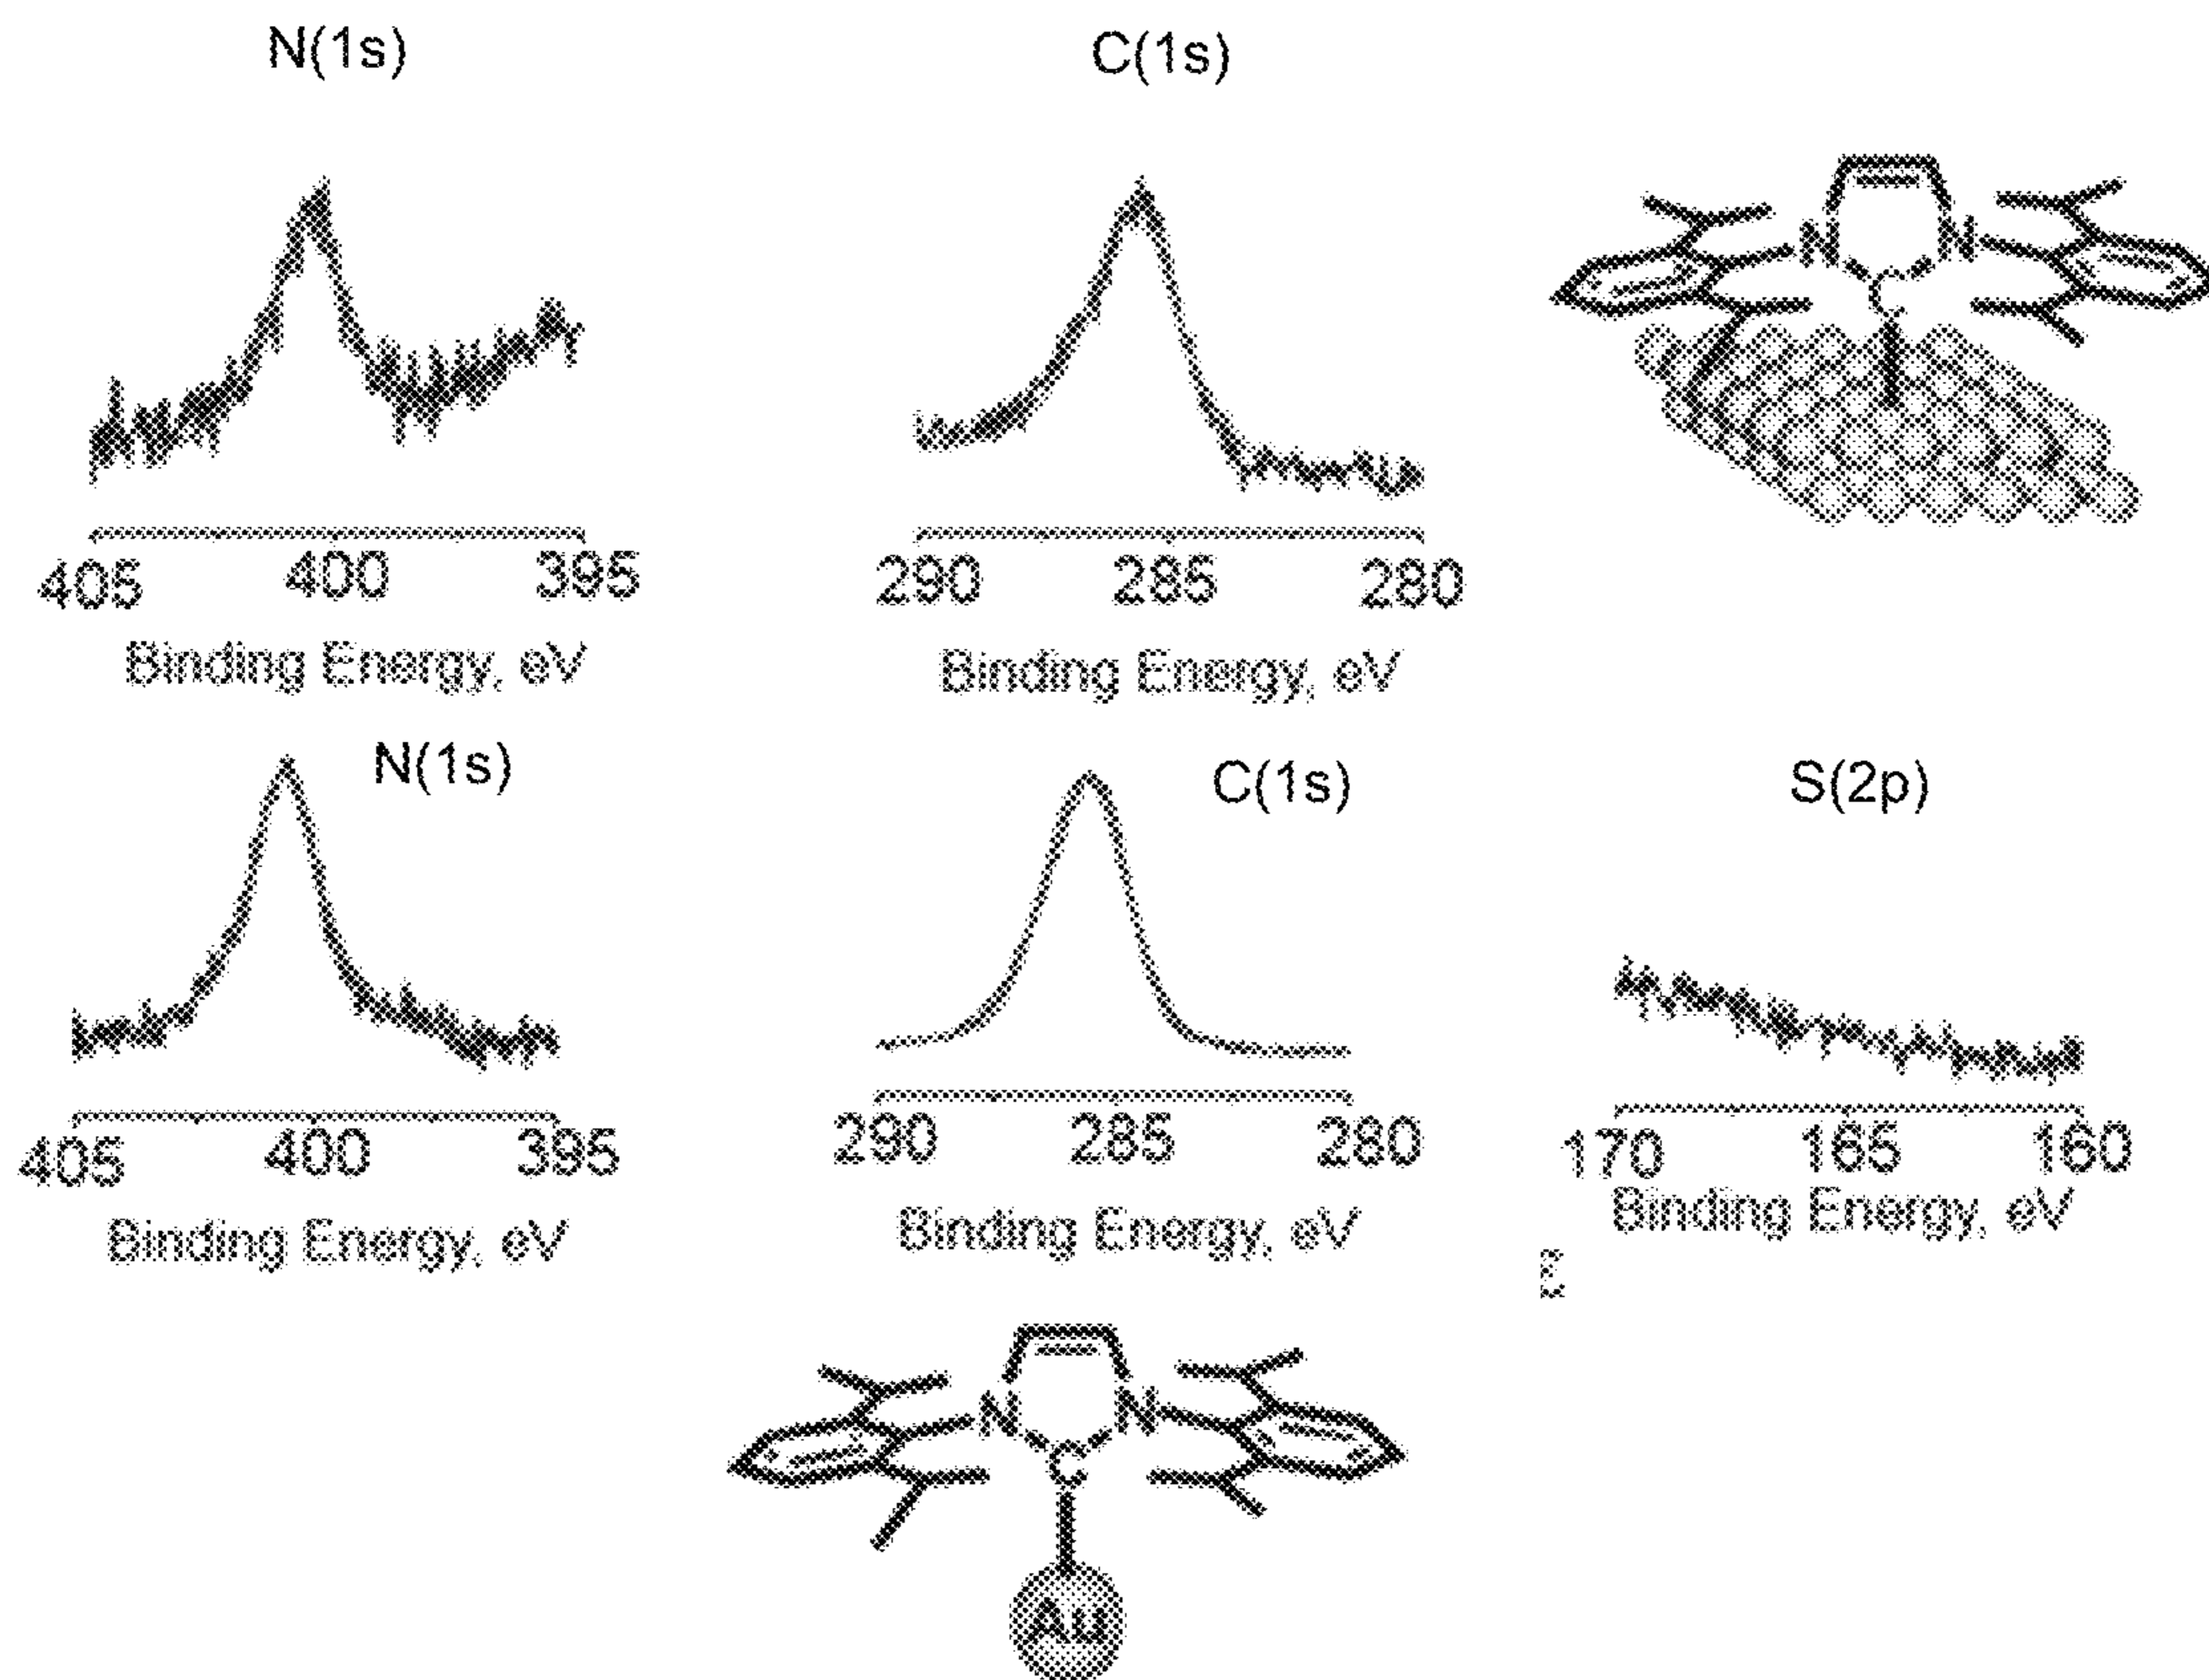 N(1s)
C(1s)
N
N
C
405 400 395
290 285 280
Binding Energy, eV
Binding Energy, eV
N(1s)
C(1s)
S(2p)
405 400 395
290 285 280
170 165 160
Binding Energy, eV
Binding Energy, eV
Binding Energy, eV
N
N
C
Au